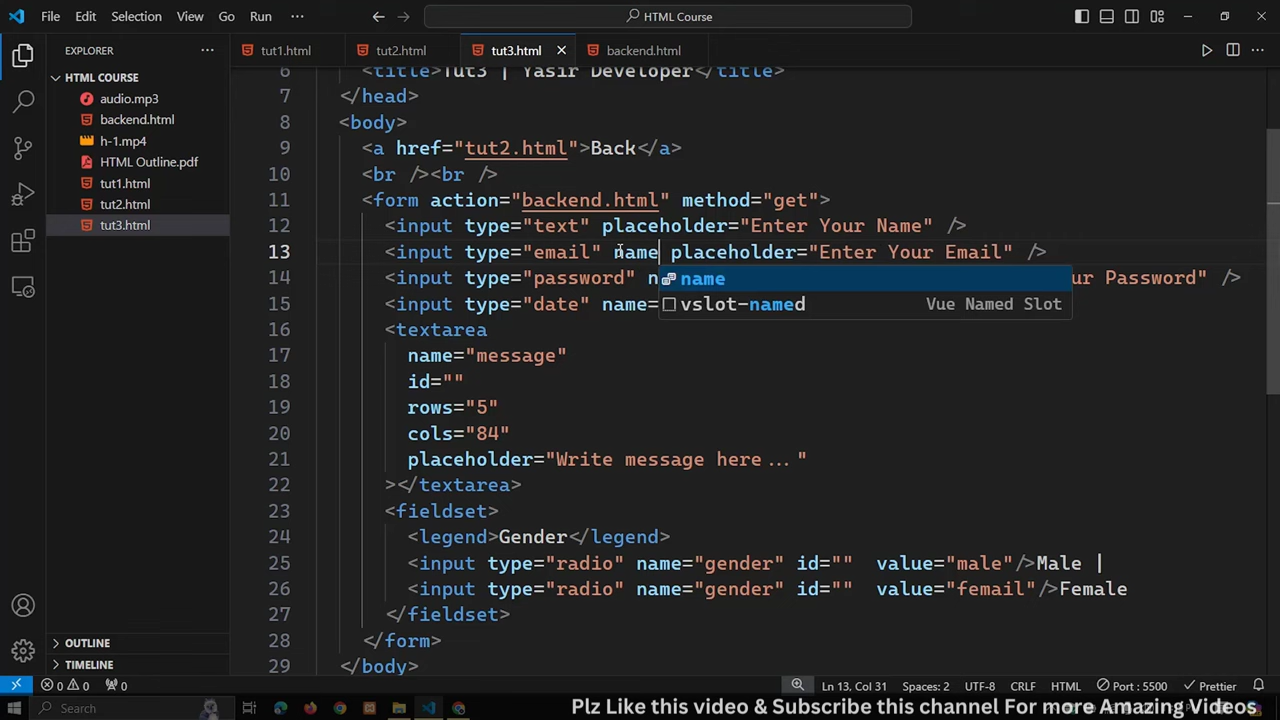 File Edit Selection View Go Run ··· HTML Course
EXPLORER ···
HTML COURSE
audio.mp3
backend.html
h-1.mp4
HTML Outline.pdf
tut1.html
tut2.html
tut3.html
OUTLINE
TIMELINE
tut1.html tut2.html tut3.html backend.html
6 <title>Tut3 | Yasir Developer</title>
7 </head>
8 <body>
9 <a href="tut2.html">Back</a>
10 <br /><br />
11 <form action="backend.html" method="get">
12 <input type="text" placeholder="Enter Your Name" />
13 <input type="email" name placeholder="Enter Your Email" />
14 <input type="password" n ur Password" />
name
vslot-named Vue Named Slot
15 <input type="date" name=
16 <textarea
17 name="message"
18 id=""
19 rows="5"
20 cols="84"
21 placeholder="Write message here..."
22 ></textarea>
23 <fieldset>
24 <legend>Gender</legend>
25 <input type="radio" name="gender" id="" value="male"/>Male |
26 <input type="radio" name="gender" id="" value="femail"/>Female
27 </fieldset>
28 </form>
29 </body>
0 0 0 Ln 13, Col 31 Spaces: 2 UTF-8 CRLF HTML Port : 5500 Prettier
Search
Plz Like this video & Subscribe this channel For more Amazing Videos